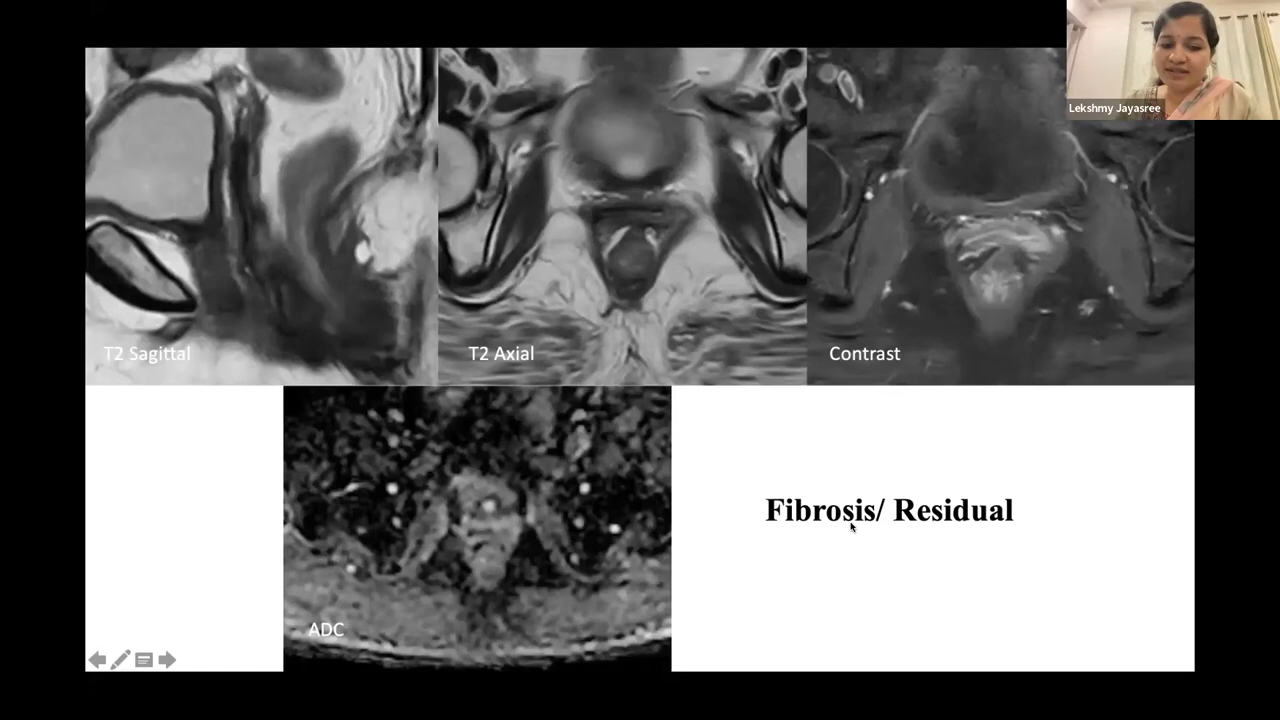 Lekshmy Jayasree
T2 Sagittal
T2 Axial
Contrast
Fibrosis/ Residual
ADC